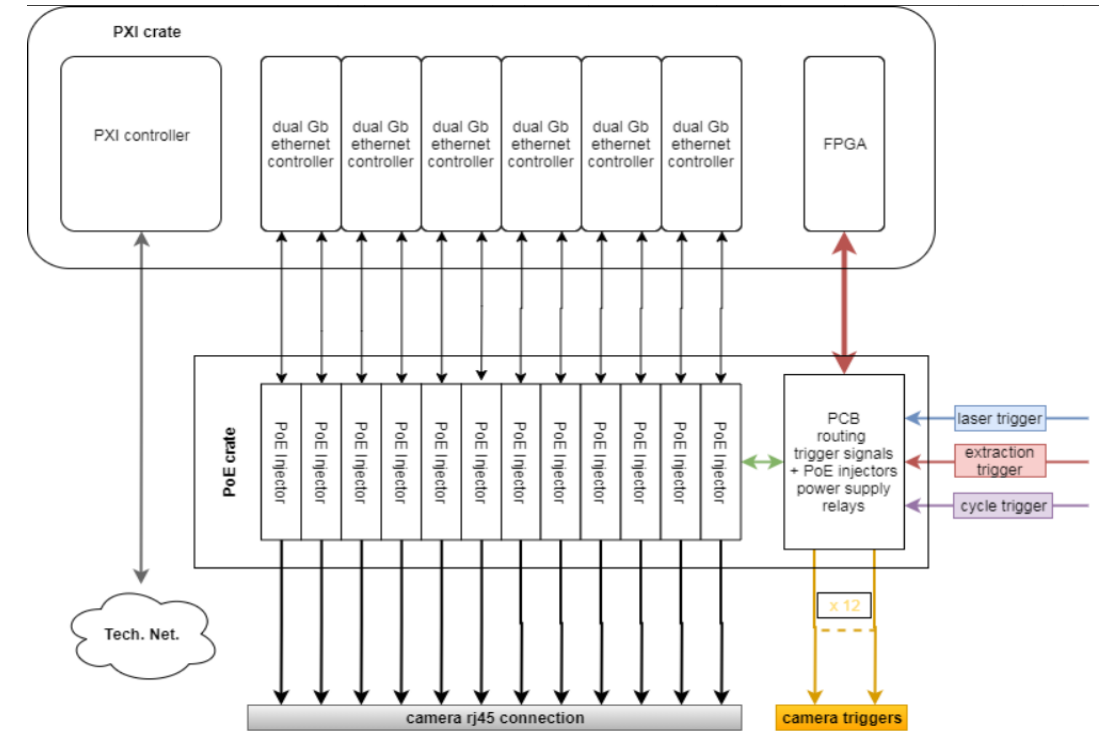 PXI crate
PXI controller
dual Gb
ethernet
controller
dual Gb
ethernet
controller
dual Gb
ethernet
controller
dual Gb
ethernet
controller
dual Gb
ethernet
controller
dual Gb
ethernet
controller
FPGA
PoE crate
PoE Injector
PoE Injector
PoE Injector
PoE Injector
PoE Injector
PoE Injector
PoE Injector
PoE Injector
PoE Injector
PoE Injector
PoE Injector
PoE Injector
PCB
routing
trigger signals
+ PoE injectors
power supply
relays
laser trigger
extraction
trigger
cycle trigger
x 12
Tech. Net.
camera rj45 connection
camera triggers